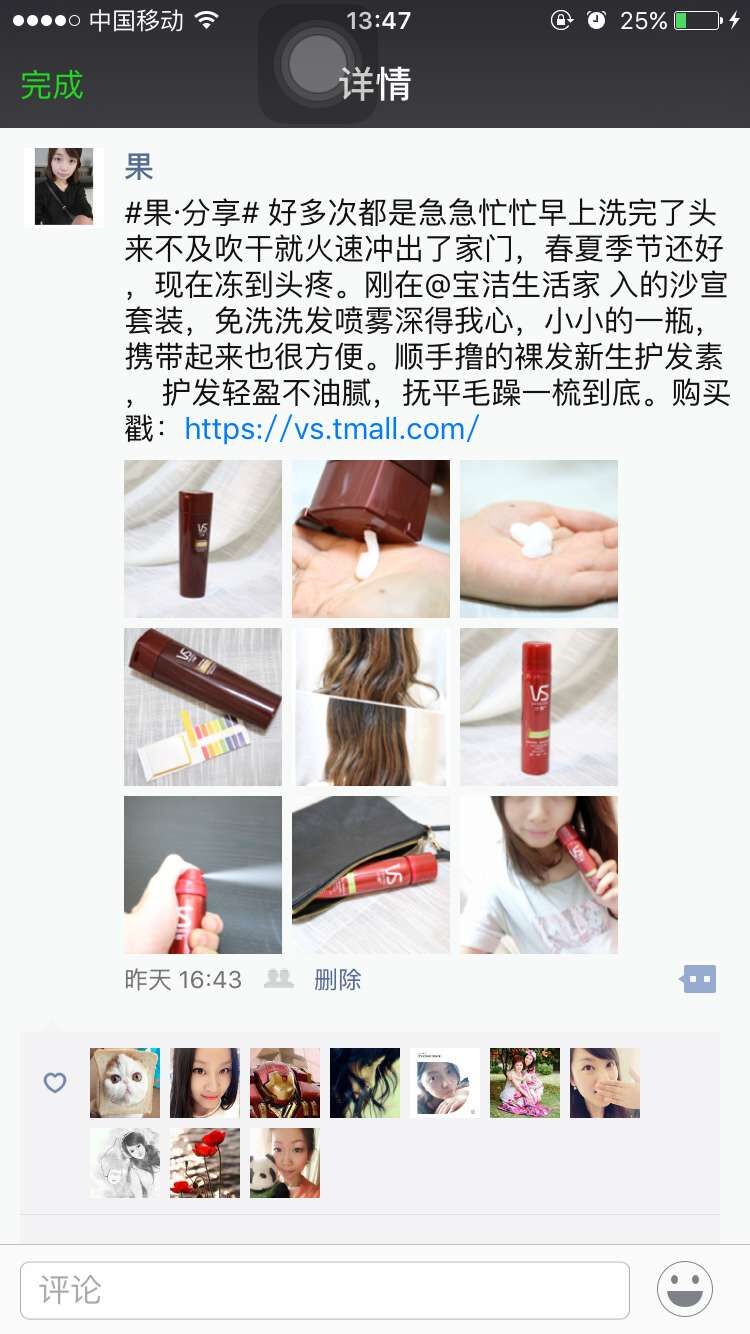 中国移动 13:47 25%
完成 详情
果
#果·分享# 好多次都是急急忙忙早上洗完了头
来不及吹干就火速冲出了家门，春夏季节还好
，现在冻到头疼。刚在@宝洁生活家 入的沙宣
套装，免洗洗发喷雾深得我心，小小的一瓶，
携带起来也很方便。顺手撸的裸发新生护发素
， 护发轻盈不油腻，抚平毛躁一梳到底。购买
戳：https://vs.tmall.com/
VS
VS
VS
VS
VS
VS
昨天 16:43 删除
评论